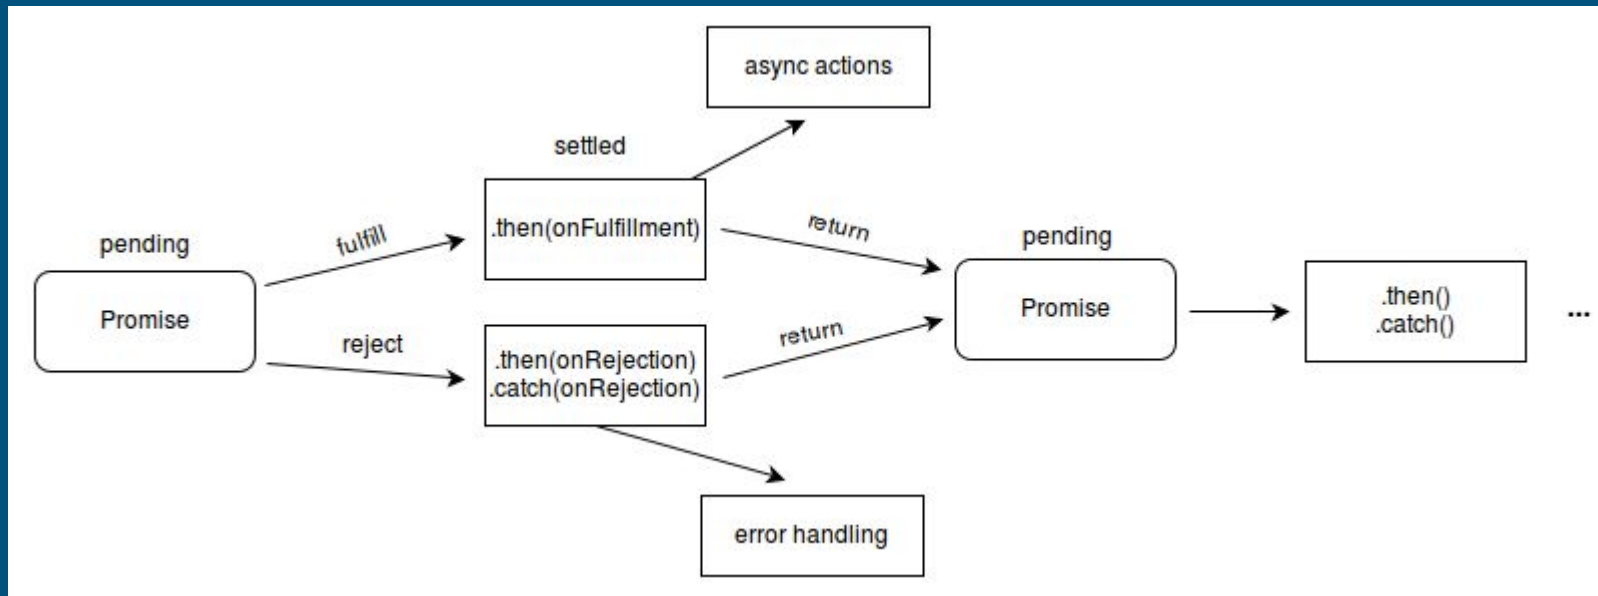 async actions
settled
.then(onFulfillment)
pending
fulfill
return
pending
Promise
Promise
.then()
.catch()
...
reject
.then(onRejection)
.catch(onRejection)
return
error handling